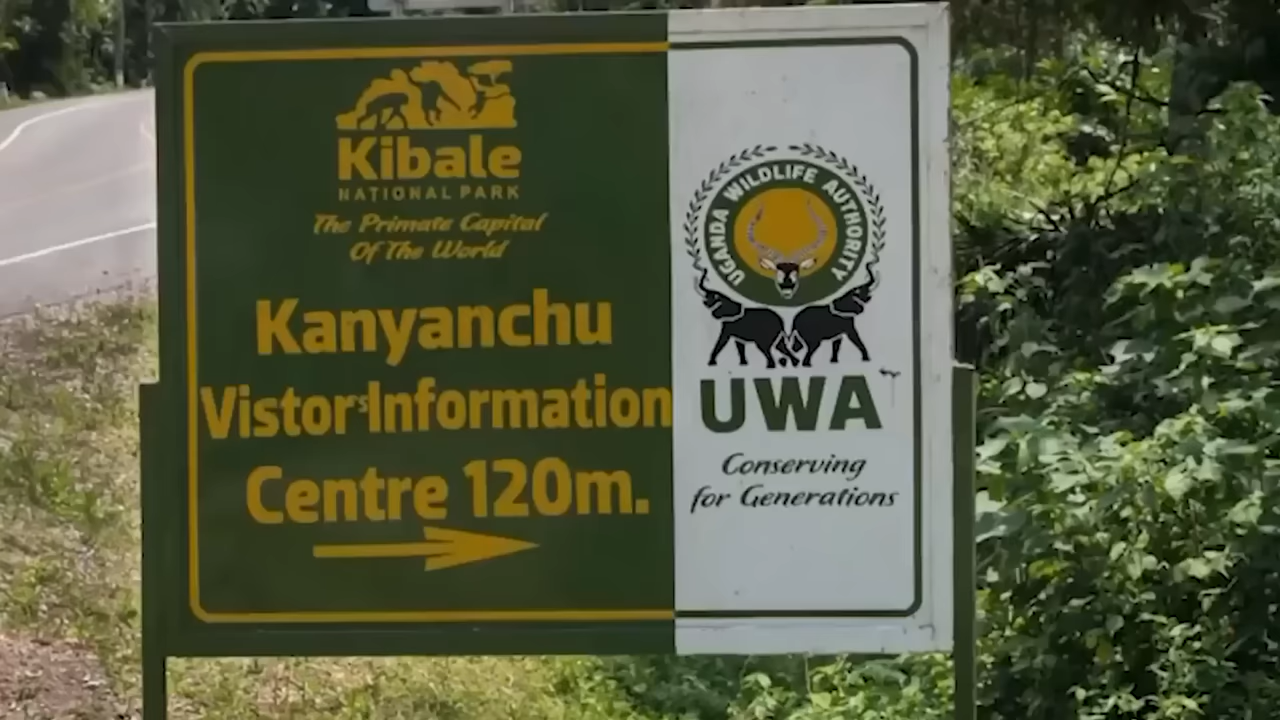 Kibale
NATIONAL PARK
The Primate Capital
Of The World
Kanyanchu
Vistor's Information
Centre 120m.
UGANDA WILDLIFE AUTHORITY
UWA
Conserving
for Generations